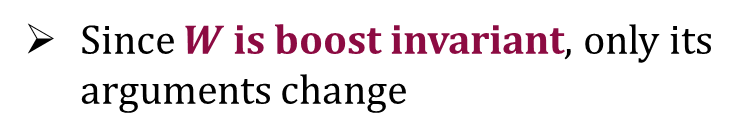 ➢ Since W is boost invariant, only its
arguments change